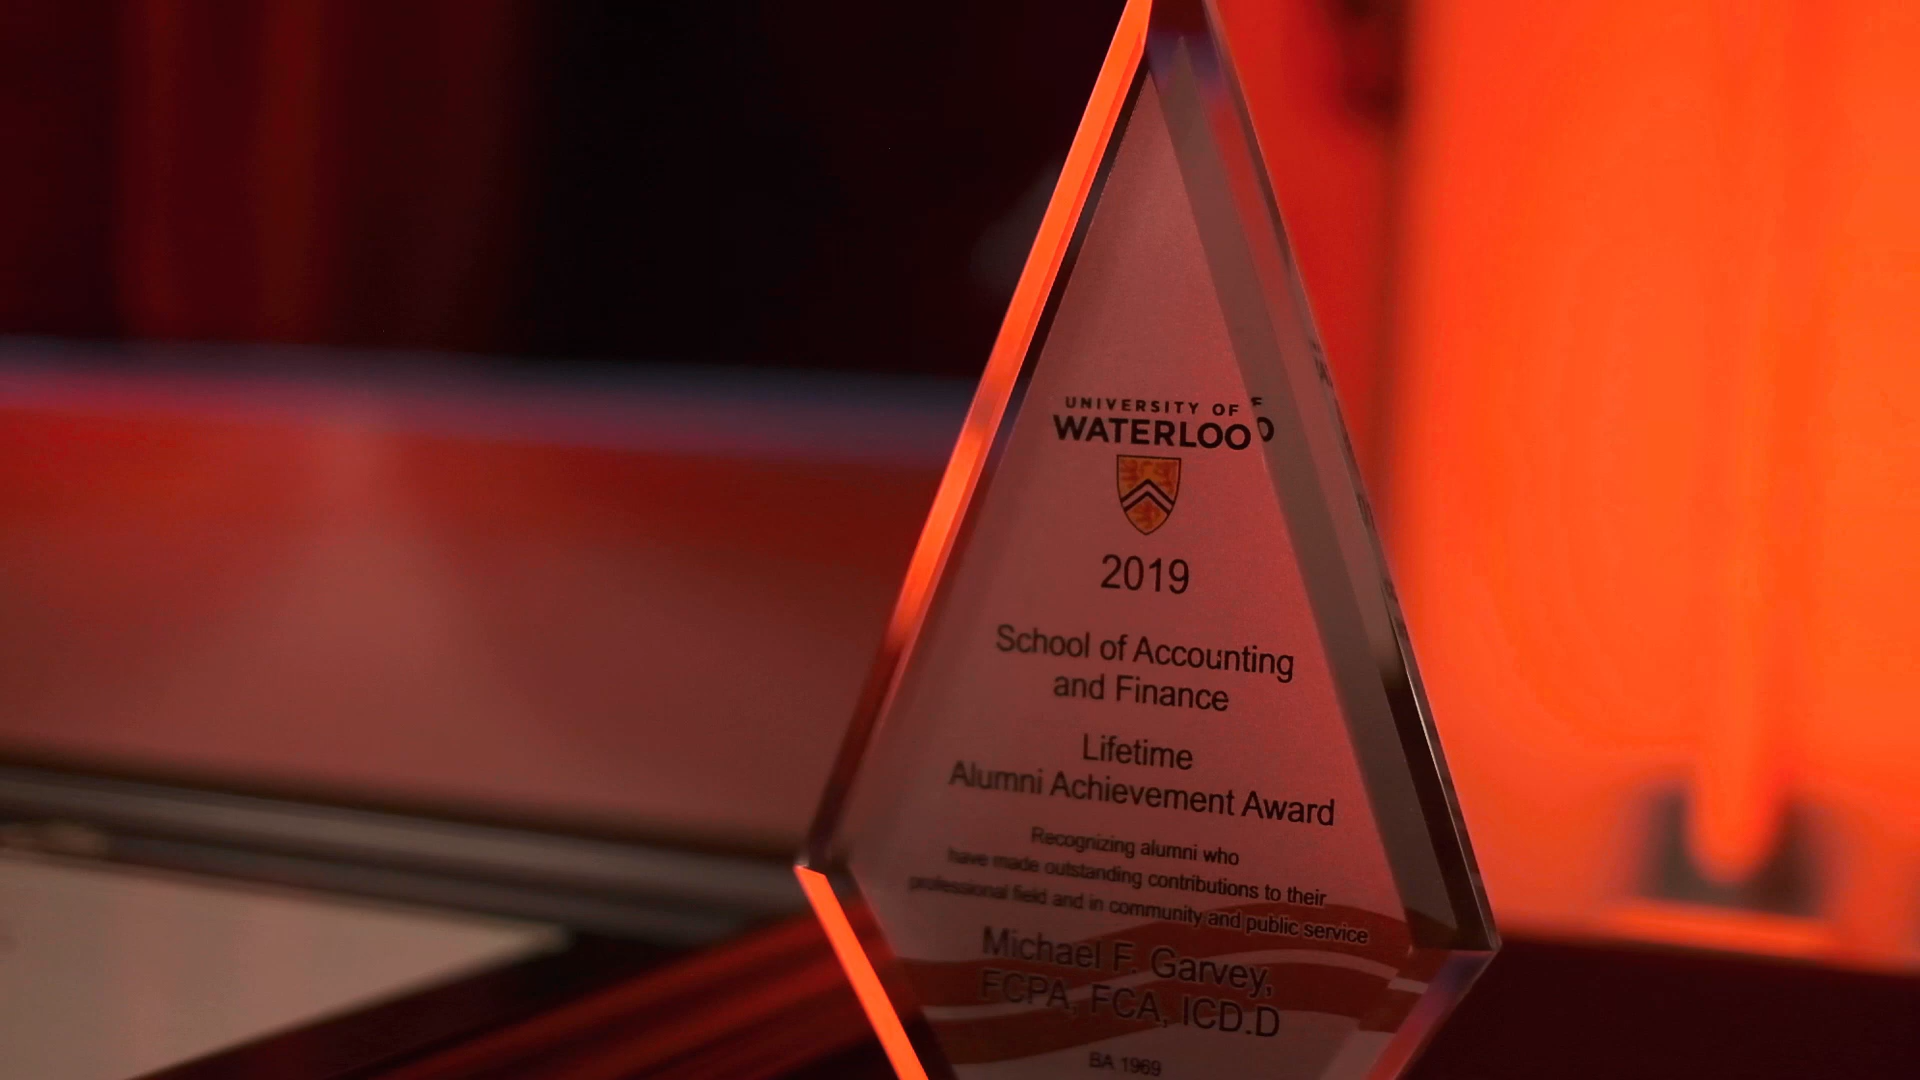 UNIVERSITY OF
WATERLOO
2019
School of Accounting
and Finance
Lifetime
Alumni Achievement Award
Recognizing alumni who
have made outstanding contributions to their
professional field and in community and public service
Michael F. Garvey,
FCPA, FCA, ICD.D
BA 1969